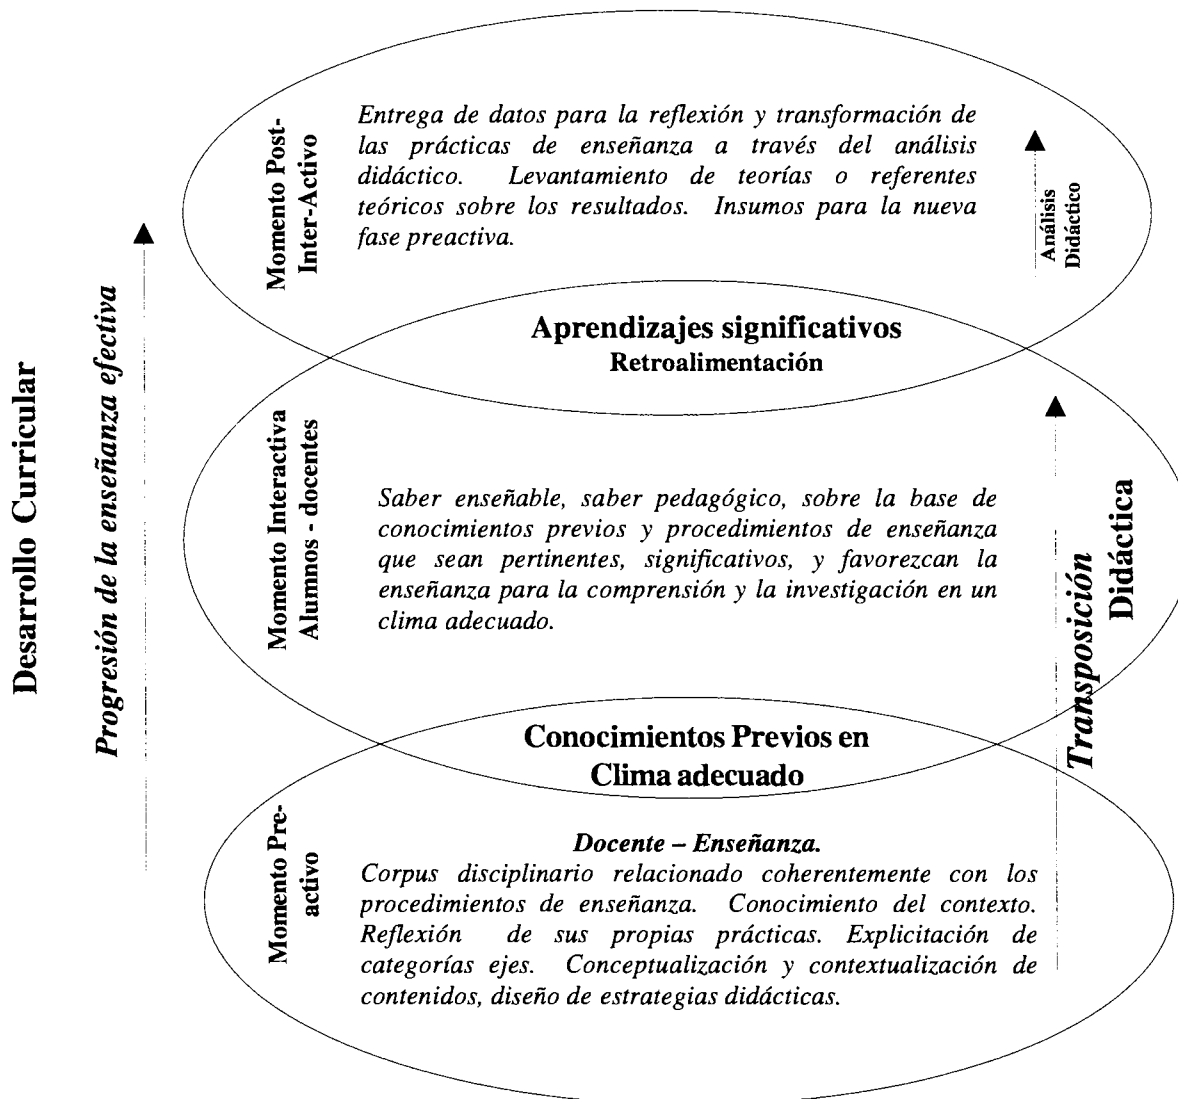 Desarrollo Curricular
Progresión de la enseñanza efectiva
Momento Post-
Inter-Activo
Entrega de datos para la reflexión y transformación de
las prácticas de enseñanza a través del análisis
didáctico. Levantamiento de teorías o referentes
teóricos sobre los resultados. Insumos para la nueva
fase preactiva.
Análisis
Didáctico
Aprendizajes significativos
Retroalimentación
Momento Interactiva
Alumnos - docentes
Saber enseñable, saber pedagógico, sobre la base de
conocimientos previos y procedimientos de enseñanza
que sean pertinentes, significativos, y favorezcan la
enseñanza para la comprensión y la investigación en un
clima adecuado.
Transposición
Didáctica
Conocimientos Previos en
Clima adecuado
Momento Pre-
activo
Docente – Enseñanza.
Corpus disciplinario relacionado coherentemente con los
procedimientos de enseñanza. Conocimiento del contexto.
Reflexión de sus propias prácticas. Explicitación de
categorías ejes. Conceptualización y contextualización de
contenidos, diseño de estrategias didácticas.